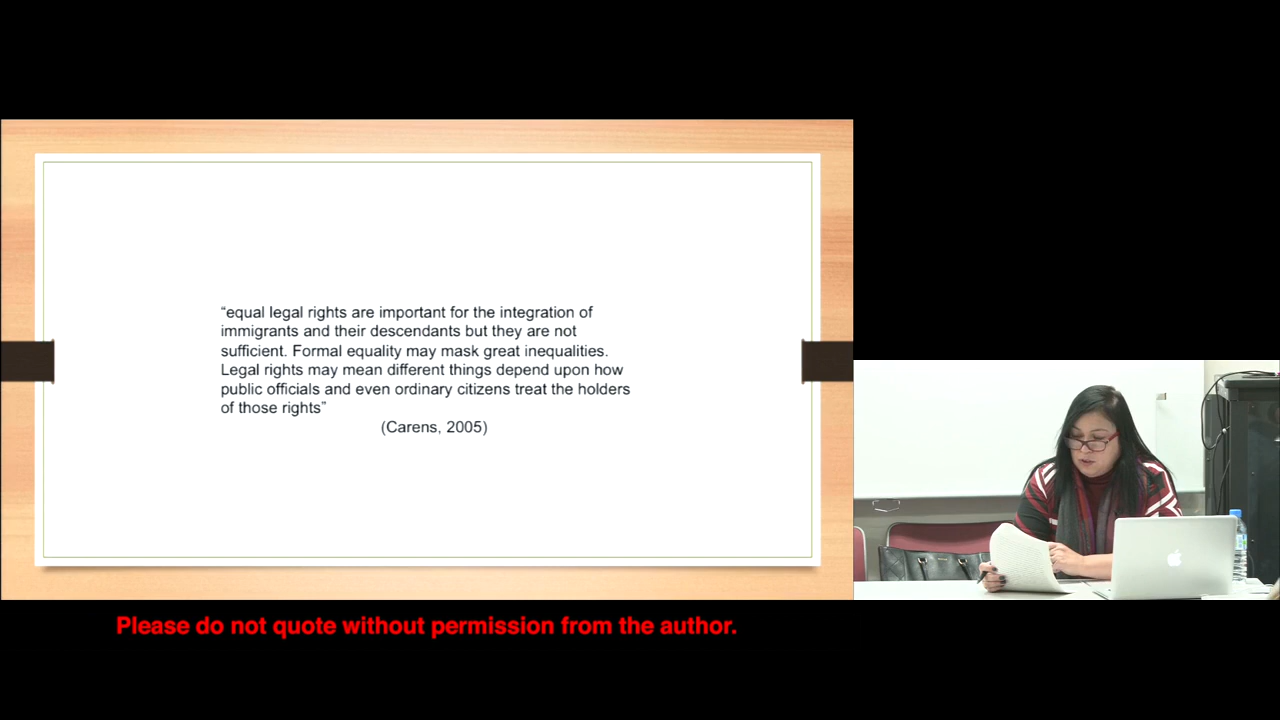 “equal legal rights are important for the integration of
immigrants and their descendants but they are not
sufficient. Formal equality may mask great inequalities.
Legal rights may mean different things depend upon how
public officials and even ordinary citizens treat the holders
of those rights”
(Carens, 2005)
Please do not quote without permission from the author.